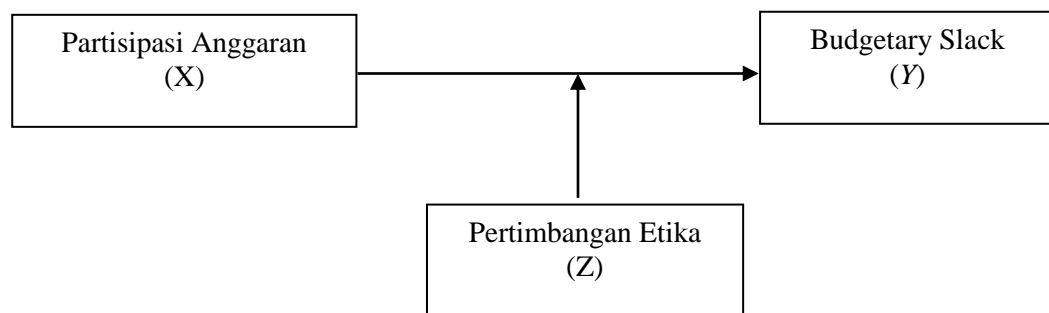 Partisipasi Anggaran
(X)
Budgetary Slack
(Y)
Pertimbangan Etika
(Z)